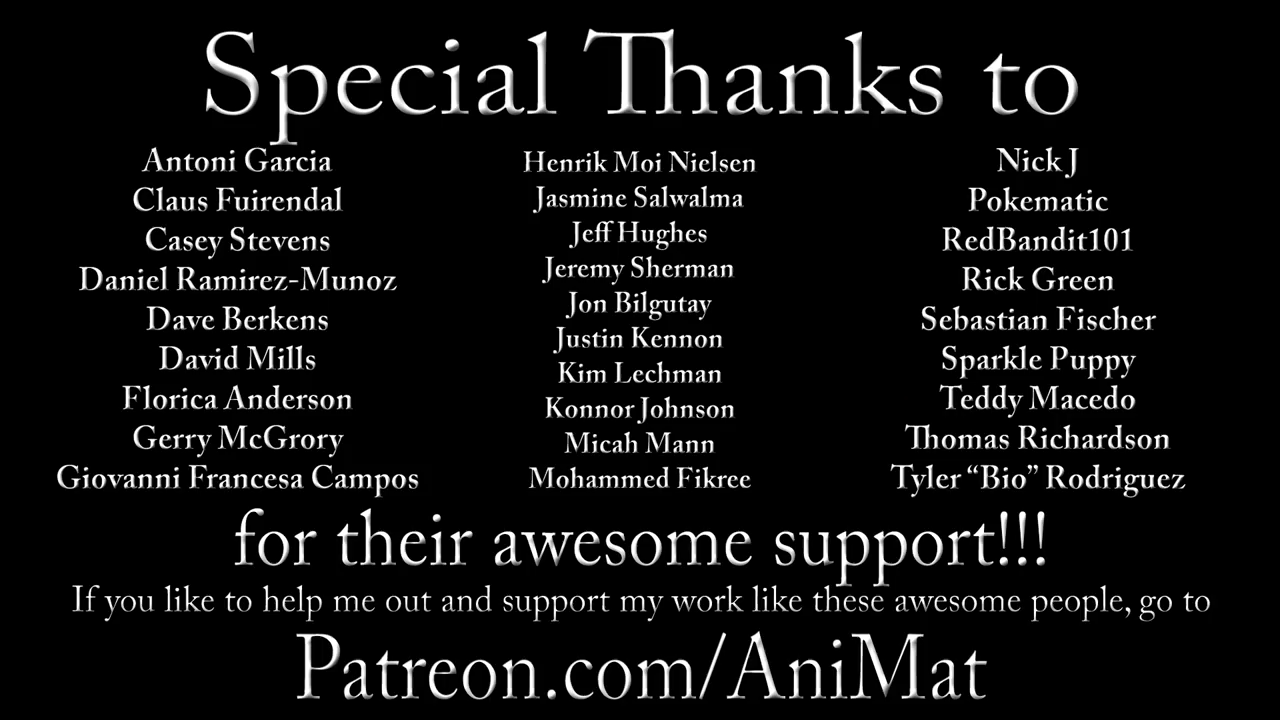 Special Thanks to
Antoni Garcia
Claus Fuirendal
Casey Stevens
Daniel Ramirez-Munoz
Dave Berkens
David Mills
Florica Anderson
Gerry McGrory
Giovanni Francesa Campos
Henrik Moi Nielsen
Jasmine Salwalma
Jeff Hughes
Jeremy Sherman
Jon Bilgutay
Justin Kennon
Kim Lechman
Konnor Johnson
Micah Mann
Mohammed Fikree
Nick J
Pokematic
RedBandit101
Rick Green
Sebastian Fischer
Sparkle Puppy
Teddy Macedo
Thomas Richardson
Tyler “Bio” Rodriguez
for their awesome support!!!
If you like to help me out and support my work like these awesome people, go to
Patreon.com/AniMat